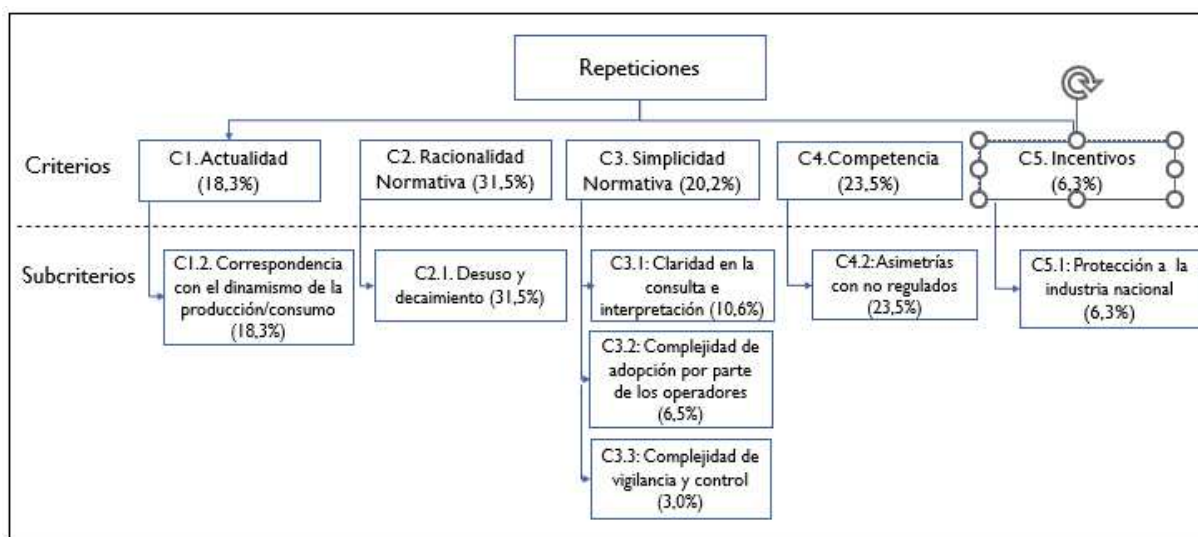 Repeticiones
Criterios
C1. Actualidad
(18,3%)
C2. Racionalidad
Normativa (31,5%)
C3. Simplicidad
Normativa (20,2%)
C4.Competencia
(23,5%)
C5. Incentivos
(6,3%)
Subcriterios
C1.2. Correspondencia
con el dinamismo de la
producción/consumo
(18,3%)
C2.1. Desuso y
decaimiento (31,5%)
C3.1: Claridad en la
consulta e
interpretación (10,6%)
C4.2: Asimetrías
con no regulados
(23,5%)
C5.1: Protección a la
industria nacional
(6,3%)
C3.2: Complejidad de
adopción por parte
de los operadores
(6,5%)
C3.3: Complejidad de
vigilancia y control
(3,0%)